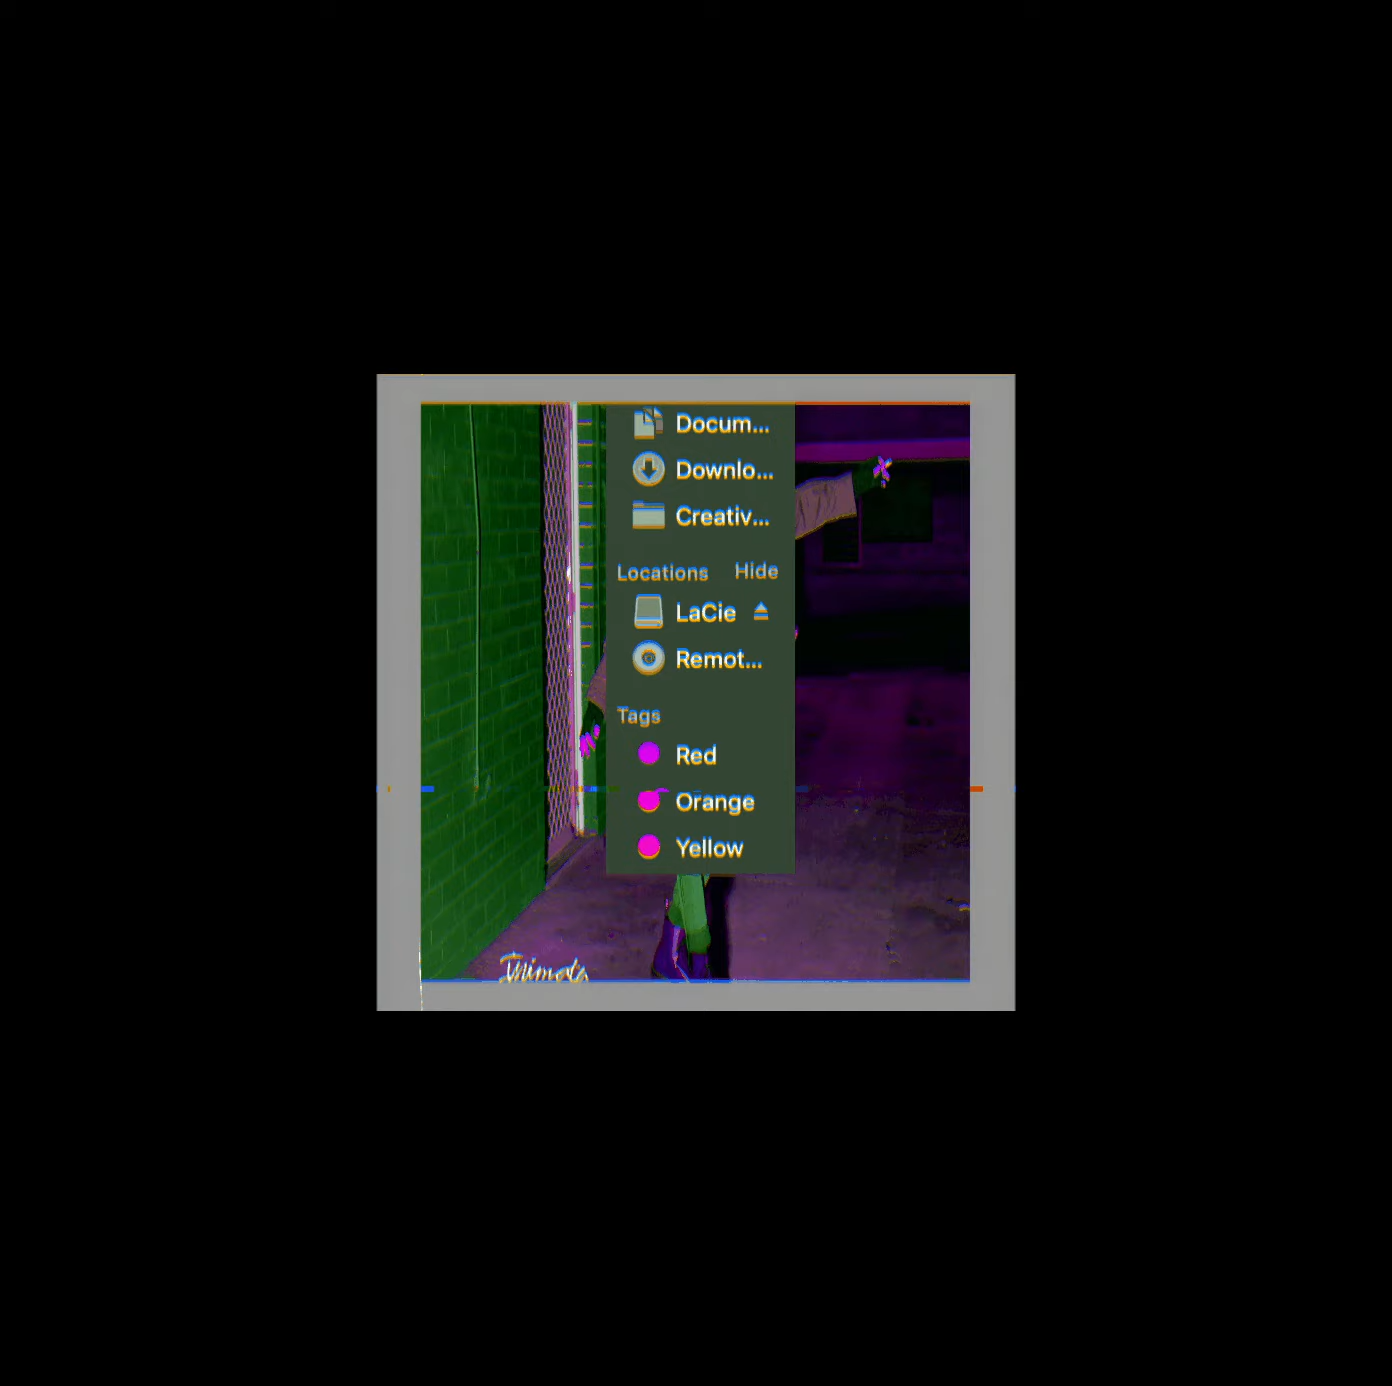 Docum...
Downlo...
Creativ...
Locations Hide
LaCie
Remot...
Tags
Red
Orange
Yellow